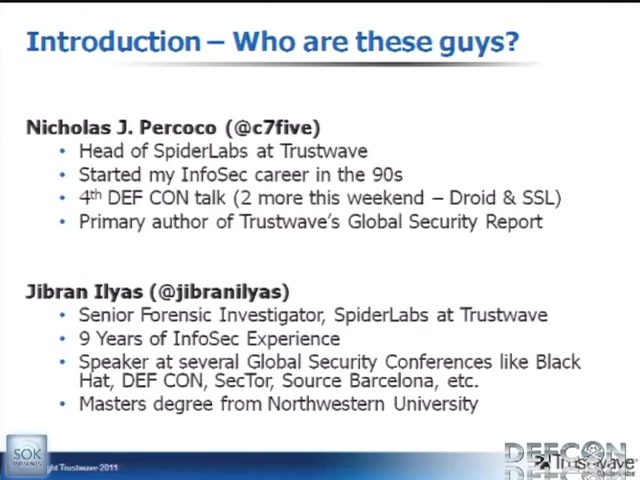 Introduction – Who are these guys?
Nicholas J. Percoco (@c7five)
• Head of SpiderLabs at Trustwave
• Started my InfoSec career in the 90s
• 4th DEF CON talk (2 more this weekend – Droid & SSL)
• Primary author of Trustwave's Global Security Report
Jibran Ilyas (@jibranilyas)
• Senior Forensic Investigator, SpiderLabs at Trustwave
• 9 Years of InfoSec Experience
• Speaker at several Global Security Conferences like Black
Hat, DEF CON, SecTor, Source Barcelona, etc.
• Masters degree from Northwestern University
SOK
ght Trustwave 2011
DEFCON
Trustwave